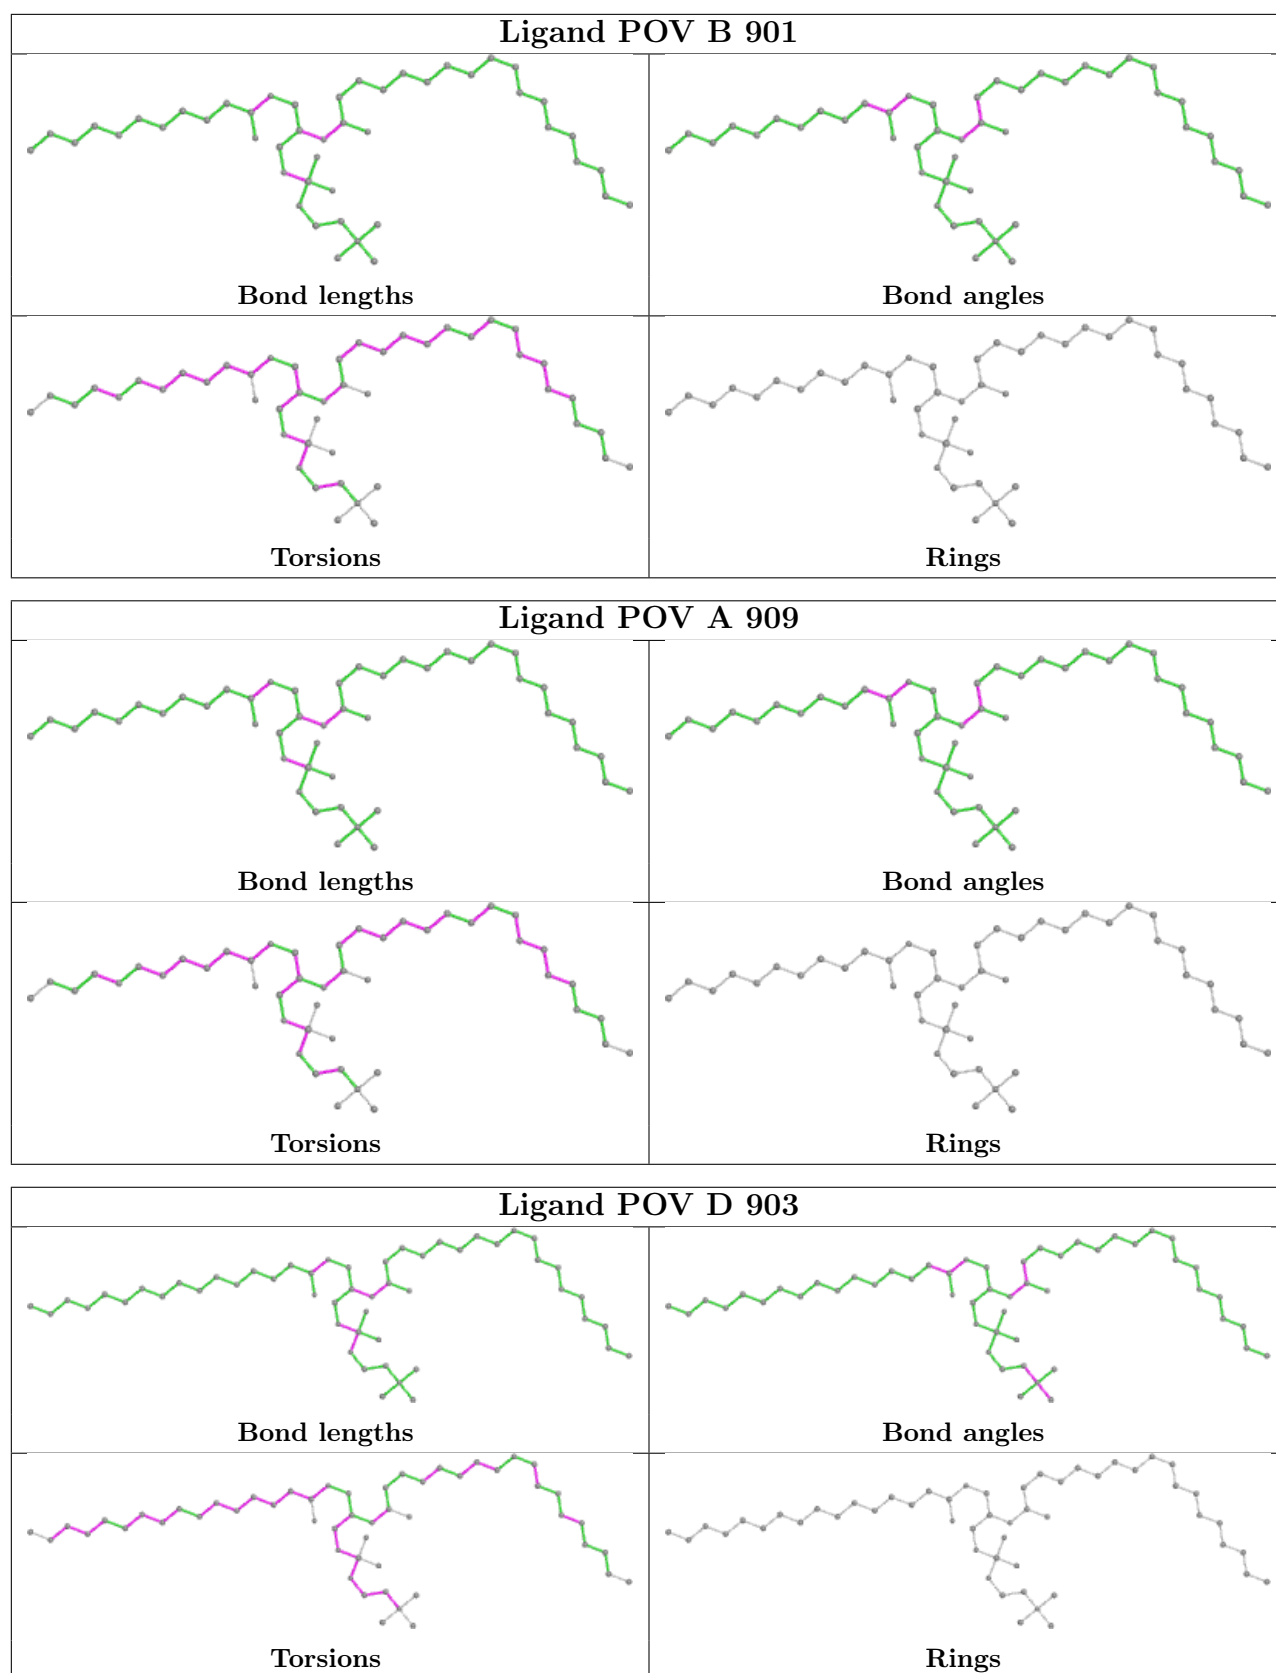 Ligand POV B 901
Bond lengths
Bond angles
Torsions
Rings
Ligand POV A 909
Bond lengths
Bond angles
Torsions
Rings
Ligand POV D 903
Bond lengths
Bond angles
Torsions
Rings